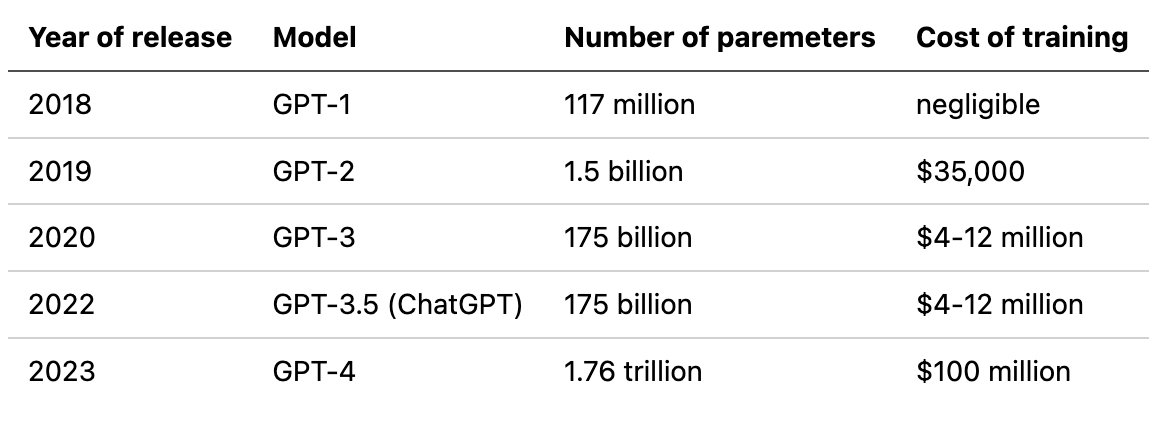 Year of release Model Number of paremeters Cost of training
2018 GPT-1 117 million negligible
2019 GPT-2 1.5 billion $35,000
2020 GPT-3 175 billion $4-12 million
2022 GPT-3.5 (ChatGPT) 175 billion $4-12 million
2023 GPT-4 1.76 trillion $100 million